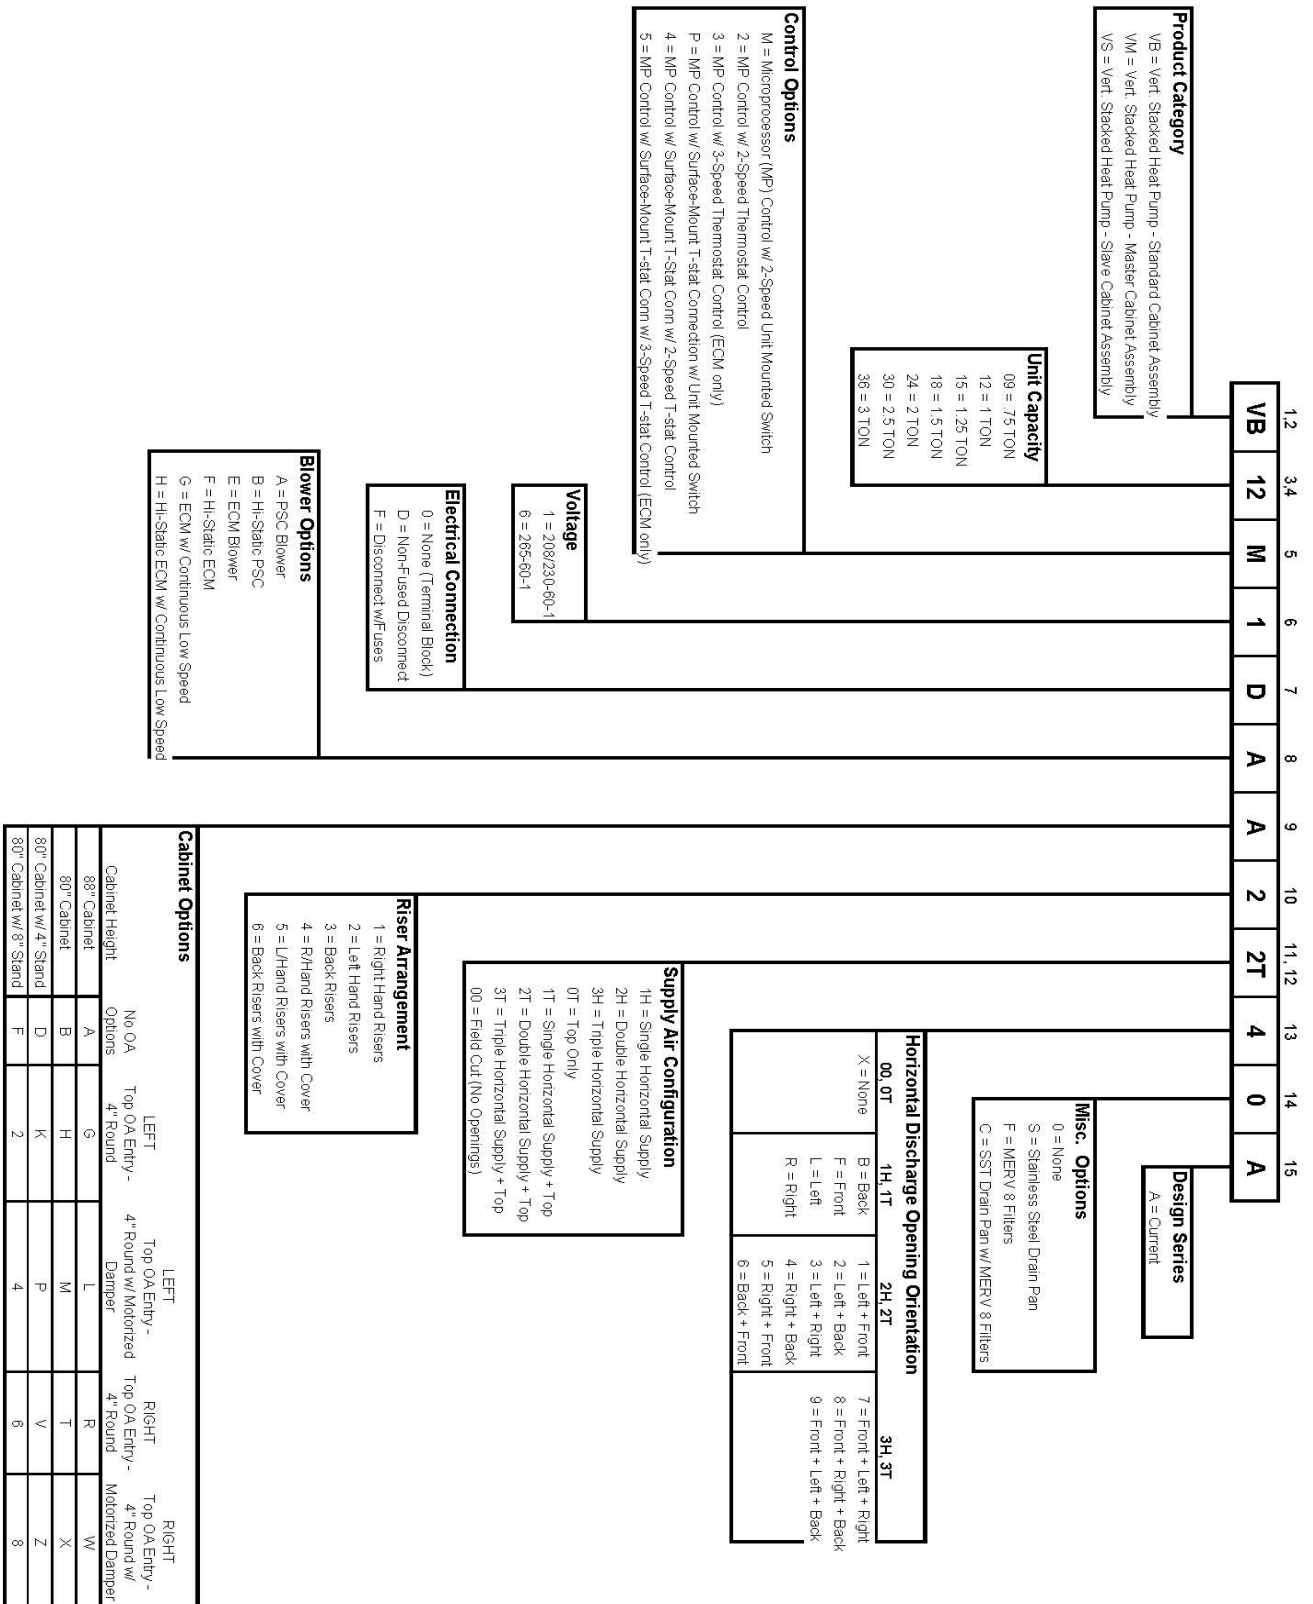 1,2 3,4 5 6 7 8 9 10 11, 12 13 14 15
VB 12 M 1 D A A 2 2T 4 0 A
Product Category
VB = Vert. Stacked Heat Pump - Standard Cabinet Assembly
VM = Vert. Stacked Heat Pump - Master Cabinet Assembly
VS = Vert. Stacked Heat Pump - Slave Cabinet Assembly
Unit Capacity
09 = .75 TON
12 = 1 TON
15 = 1.25 TON
18 = 1.5 TON
24 = 2 TON
30 = 2.5 TON
36 = 3 TON
Control Options
M = Microprocessor (MP) Control w/ 2-Speed Unit Mounted Switch
2 = MP Control w/ 2-Speed Thermostat Control
3 = MP Control w/ 3-Speed Thermostat Control (ECM only)
P = MP Control w/ Surface-Mount T-stat Connection w/ Unit Mounted Switch
4 = MP Control w/ Surface-Mount T-Stat Conn w/ 2-Speed T-stat Control
5 = MP Control w/ Surface-Mount T-stat Conn w/ 3-Speed T-stat Control (ECM only)
Voltage
1 = 208/230-60-1
6 = 265-60-1
Electrical Connection
0 = None (Terminal Block)
D = Non-Fused Disconnect
F = Disconnect w/Fuses
Blower Options
A = PSC Blower
B = Hi-Static PSC
E = ECM Blower
F = Hi-Static ECM
G = ECM w/ Continuous Low Speed
H = Hi-Static ECM w/ Continuous Low Speed
Design Series
A = Current
Misc. Options
0 = None
S = Stainless Steel Drain Pan
F = MERV 8 Filters
C = SST Drain Pan w/ MERV 8 Filters
Horizontal Discharge Opening Orientation
00, 0T 1H, 1T 2H, 2T 3H, 3T
X = None B = Back 1 = Left + Front 7 = Front + Left + Right
F = Front 2 = Left + Back 8 = Front + Right + Back
L = Left 3 = Left + Right 9 = Front + Left + Back
R = Right 4 = Right + Back
5 = Right + Front
6 = Back + Front
Supply Air Configuration
1H = Single Horizontal Supply
2H = Double Horizontal Supply
3H = Triple Horizontal Supply
0T = Top Only
1T = Single Horizontal Supply + Top
2T = Double Horizontal Supply + Top
3T = Triple Horizontal Supply + Top
00 = Field Cut (No Openings)
Riser Arrangement
1 = Right Hand Risers
2 = Left Hand Risers
3 = Back Risers
4 = R/Hand Risers with Cover
5 = L/Hand Risers with Cover
6 = Back Risers with Cover
Cabinet Options
LEFT RIGHT
LEFT Top OA Entry - RIGHT Top OA Entry -
No OA Top OA Entry - 4" Round w/ Motorized Top OA Entry - 4" Round w/
Cabinet Height Options 4" Round Damper 4" Round Motorized Damper
88" Cabinet A G L R W
80" Cabinet B H M T X
80" Cabinet w/ 4" Stand D K P V Z
80" Cabinet w/ 8" Stand F 2 4 6 8